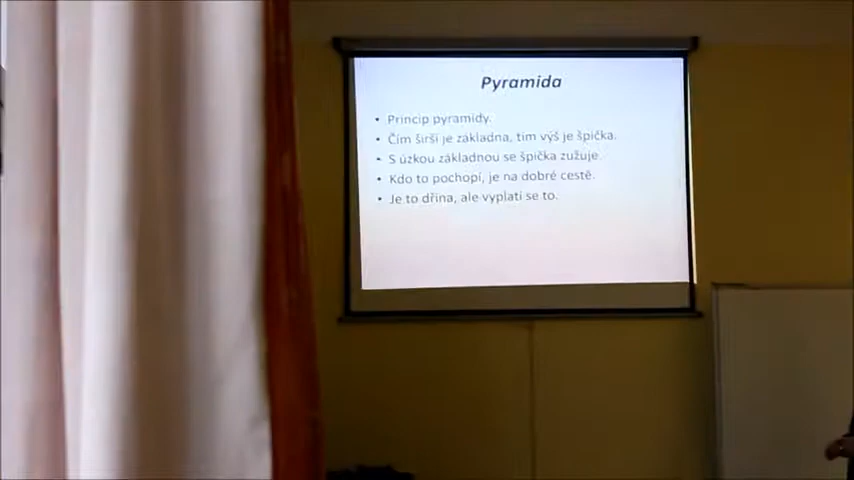 Pyramida
• Princip pyramidy.
• Čím širší je základna, tím výš je špička.
• S úzkou základnou se špička zužuje.
• Kdo to pochopí, je na dobré cestě.
• Je to dřina, ale vyplatí se to.